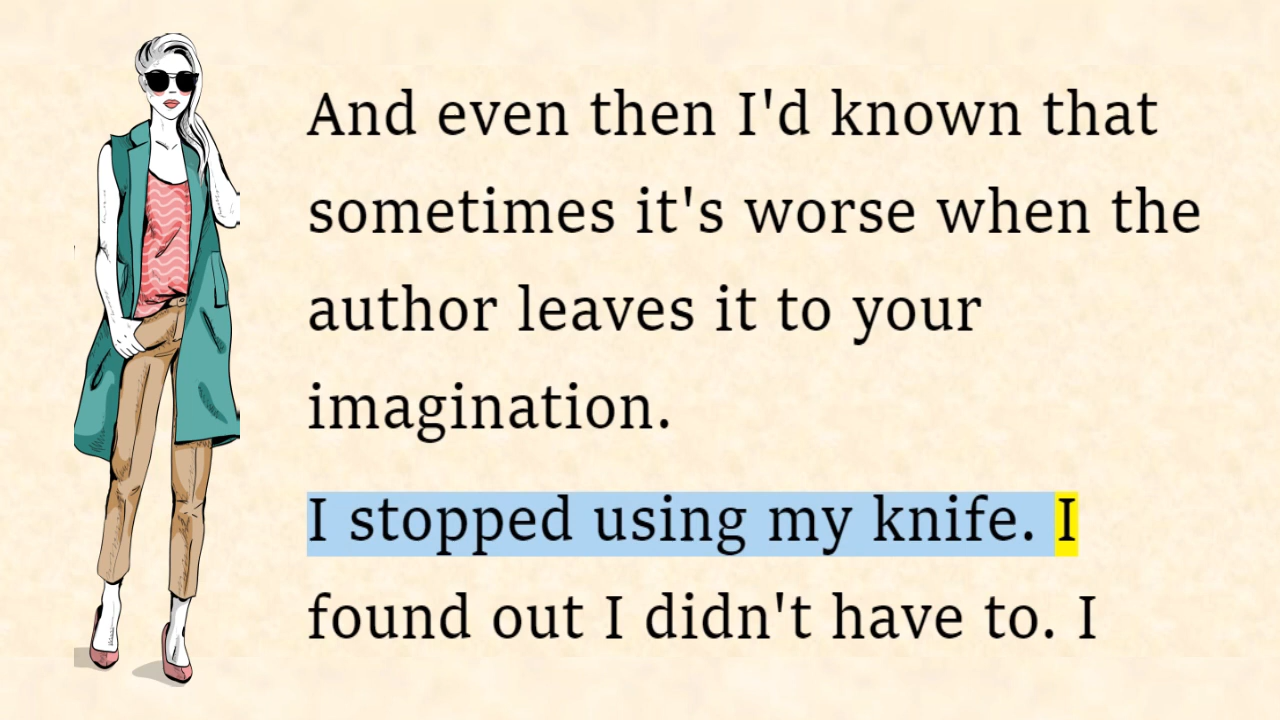 And even then I'd known that
sometimes it's worse when the
author leaves it to your
imagination.
I stopped using my knife. I
found out I didn't have to. I